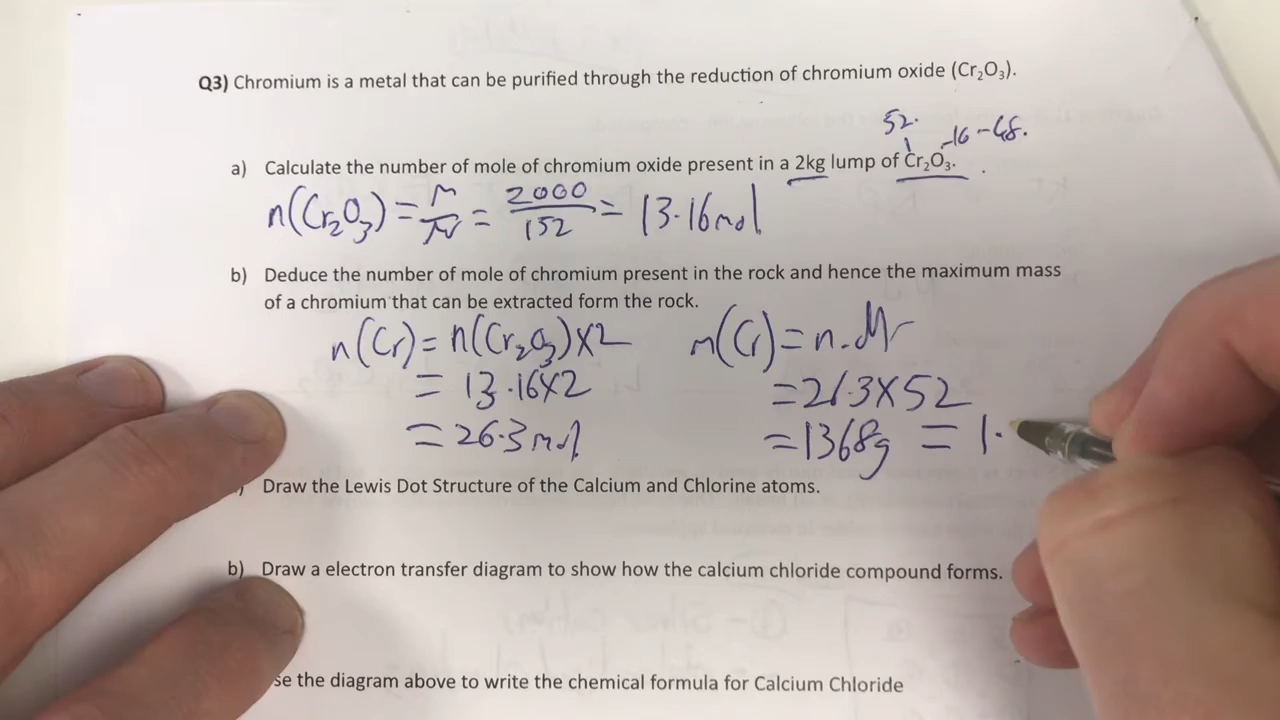 Q3) Chromium is a metal that can be purified through the reduction of chromium oxide (Cr₂O₃).
52. -16-48.
a) Calculate the number of mole of chromium oxide present in a 2kg lump of Cr₂O₃.
n(Cr₂O₃) = m/Mr = 2000/152 = 13.16mol
b) Deduce the number of mole of chromium present in the rock and hence the maximum mass
of a chromium that can be extracted form the rock.
n(Cr) = n(Cr₂O₃)X2
= 13.16X2
= 26.3mol
m(Cr) = n.Mr
= 26.3X52
= 1368g = 1.
Draw the Lewis Dot Structure of the Calcium and Chlorine atoms.
b) Draw a electron transfer diagram to show how the calcium chloride compound forms.
se the diagram above to write the chemical formula for Calcium Chloride